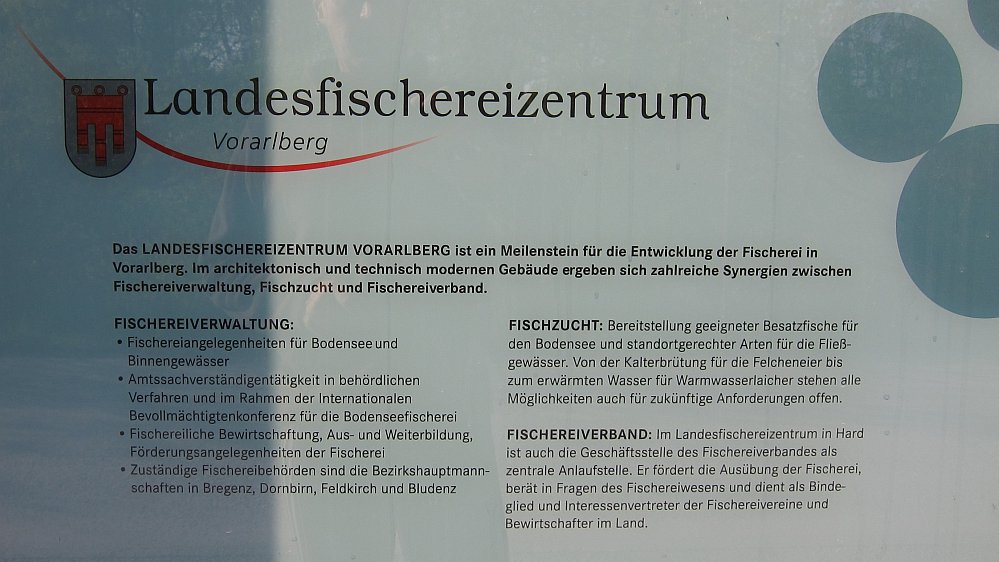 Landesfischereizentrum
Vorarlberg
Das LANDESFISCHEREIZENTRUM VORARLBERG ist ein Meilenstein für die Entwicklung der Fischerei in
Vorarlberg. Im architektonisch und technisch modernen Gebäude ergeben sich zahlreiche Synergien zwischen
Fischereiverwaltung, Fischzucht und Fischereiverband.
FISCHEREIVERWALTUNG:
• Fischereiangelegenheiten für Bodensee und
Binnengewässer
• Amtssachverständigentätigkeit in behördlichen
Verfahren und im Rahmen der Internationalen
Bevollmächtigtenkonferenz für die Bodenseefischerei
• Fischereiliche Bewirtschaftung, Aus- und Weiterbildung,
Förderungsangelegenheiten der Fischerei
• Zuständige Fischereibehörden sind die Bezirkshauptmann-
schaften in Bregenz, Dornbirn, Feldkirch und Bludenz
FISCHZUCHT: Bereitstellung geeigneter Besatzfische für
den Bodensee und standortgerechter Arten für die Fließ-
gewässer. Von der Kalterbrütung für die Felcheneier bis
zum erwärmten Wasser für Warmwasserlaicher stehen alle
Möglichkeiten auch für zukünftige Anforderungen offen.
FISCHEREIVERBAND: Im Landesfischereizentrum in Hard
ist auch die Geschäftsstelle des Fischereiverbandes als
zentrale Anlaufstelle. Er fördert die Ausübung der Fischerei,
berät in Fragen des Fischereiwesens und dient als Binde-
glied und Interessenvertreter der Fischereivereine und
Bewirtschafter im Land.